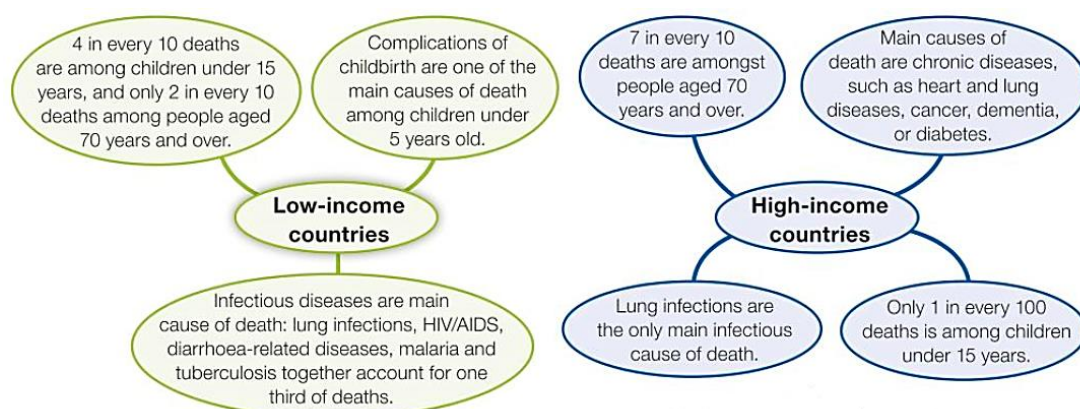 4 in every 10 deaths
are among children under 15
years, and only 2 in every 10
deaths among people aged
70 years and over.
Complications of
childbirth are one of the
main causes of death
among children under
5 years old.
Low-income
countries
Infectious diseases are main
cause of death: lung infections, HIV/AIDS,
diarrhoea-related diseases, malaria and
tuberculosis together account for one
third of deaths.
7 in every 10
deaths are amongst
people aged 70
years and over.
Main causes of
death are chronic diseases,
such as heart and lung
diseases, cancer, dementia,
or diabetes.
High-income
countries
Lung infections are
the only main infectious
cause of death.
Only 1 in every 100
deaths is among children
under 15 years.